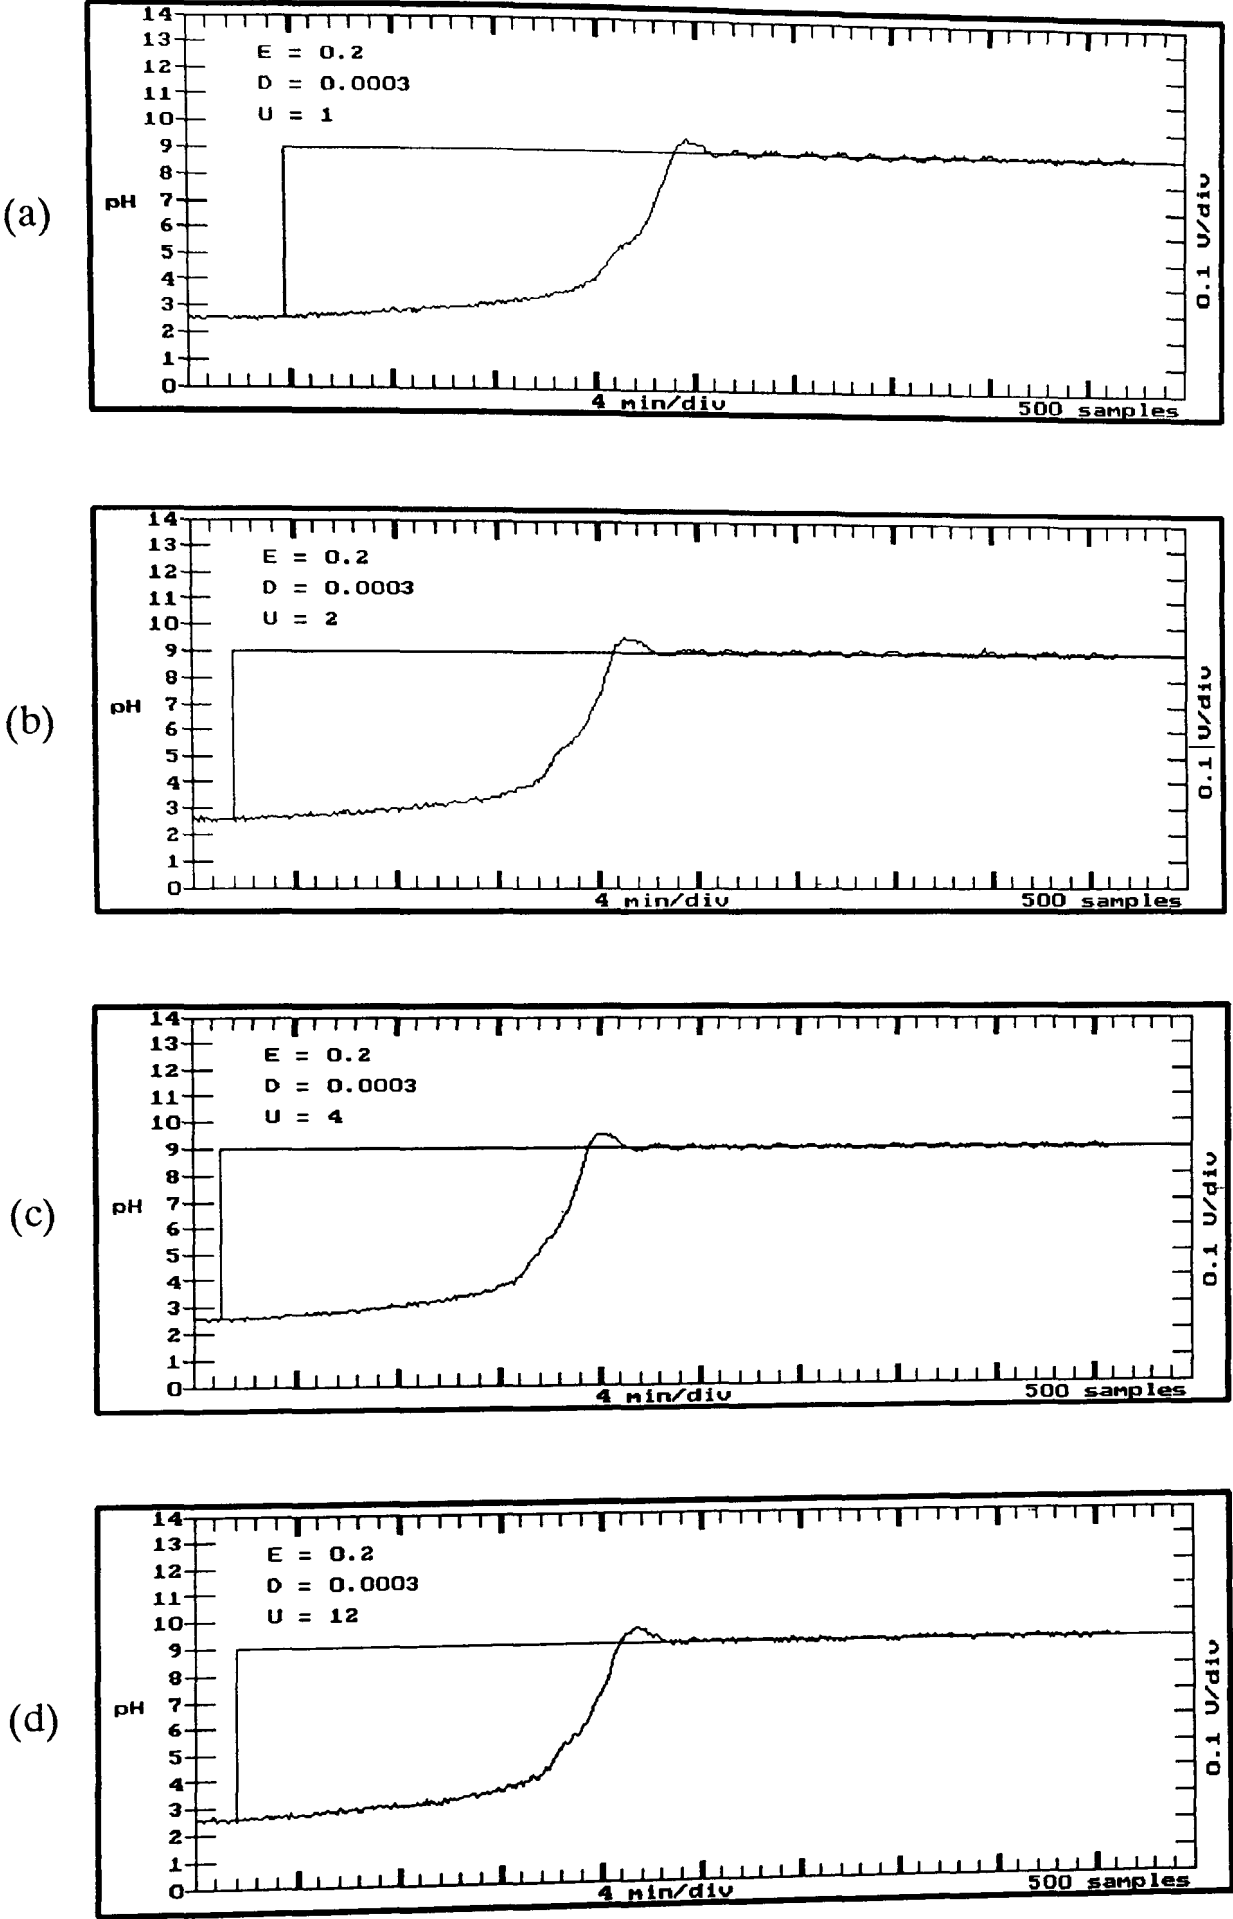 (a)
14
13
12
11
10
9
8
7
6
5
4
3
2
1
0
pH
E = 0.2
D = 0.0003
U = 1
0.1 U/div
4 min/div
500 samples
(b)
14
13
12
11
10
9
8
7
6
5
4
3
2
1
0
pH
E = 0.2
D = 0.0003
U = 2
0.1 U/div
4 min/div
500 samples
(c)
14
13
12
11
10
9
8
7
6
5
4
3
2
1
0
pH
E = 0.2
D = 0.0003
U = 4
0.1 U/div
4 min/div
500 samples
(d)
14
13
12
11
10
9
8
7
6
5
4
3
2
1
0
pH
E = 0.2
D = 0.0003
U = 12
0.1 U/div
4 min/div
500 samples